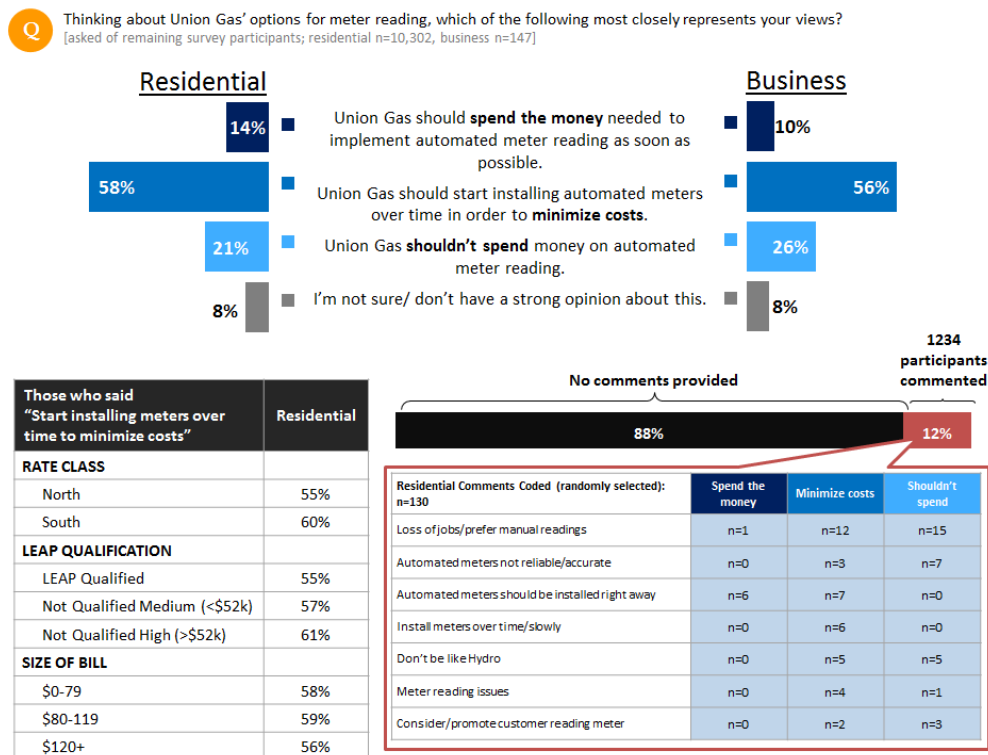 Q
Thinking about Union Gas' options for meter reading, which of the following most closely represents your views?
[asked of remaining survey participants; residential n=10,302, business n=147]
Residential
Business
14%
Union Gas should spend the money needed to
implement automated meter reading as soon as
possible.
10%
58%
Union Gas should start installing automated meters
over time in order to minimize costs.
56%
21%
Union Gas shouldn't spend money on automated
meter reading.
26%
8%
I'm not sure/ don't have a strong opinion about this.
8%
1234
participants
commented
No comments provided
88%
12%
Those who said
"Start installing meters over
time to minimize costs"
Residential
RATE CLASS
North 55%
South 60%
LEAP QUALIFICATION
LEAP Qualified 55%
Not Qualified Medium (<$52k) 57%
Not Qualified High (>$52k) 61%
SIZE OF BILL
$0-79 58%
$80-119 59%
$120+ 56%
Residential Comments Coded (randomly selected):
n=130
Spend the
money
Minimize costs
Shouldn't
spend
Loss of jobs/prefer manual readings n=1 n=12 n=15
Automated meters not reliable/accurate n=0 n=3 n=7
Automated meters should be installed right away n=6 n=7 n=0
Install meters over time/slowly n=0 n=6 n=0
Don't be like Hydro n=0 n=5 n=5
Meter reading issues n=0 n=4 n=1
Consider/promote customer reading meter n=0 n=2 n=3